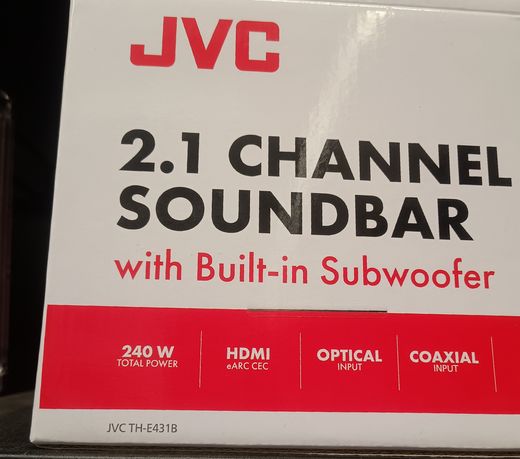 JVC
2.1 CHANNEL
SOUNDBAR
with Built-in Subwoofer
240 W
TOTAL POWER
HDMI
eARC CEC
OPTICAL
INPUT
COAXIAL
INPUT
JVC TH-E431B